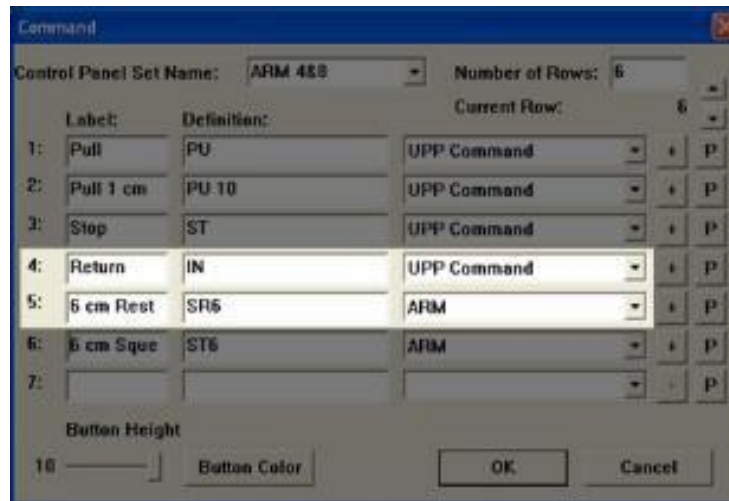 Command
Control Panel Set Name: ARM 4&8 Number of Rows: 6
Current Row: 6
Label: Definition:
1: Pull PU UPP Command + P
2: Pull 1 cm PU 10 UPP Command + P
3: Stop ST UPP Command + P
4: Return IN UPP Command + P
5: 6 cm Rest SR6 ARM + P
6: 6 cm Sque ST6 ARM + P
7: - P
Button Height
10 Button Color OK Cancel